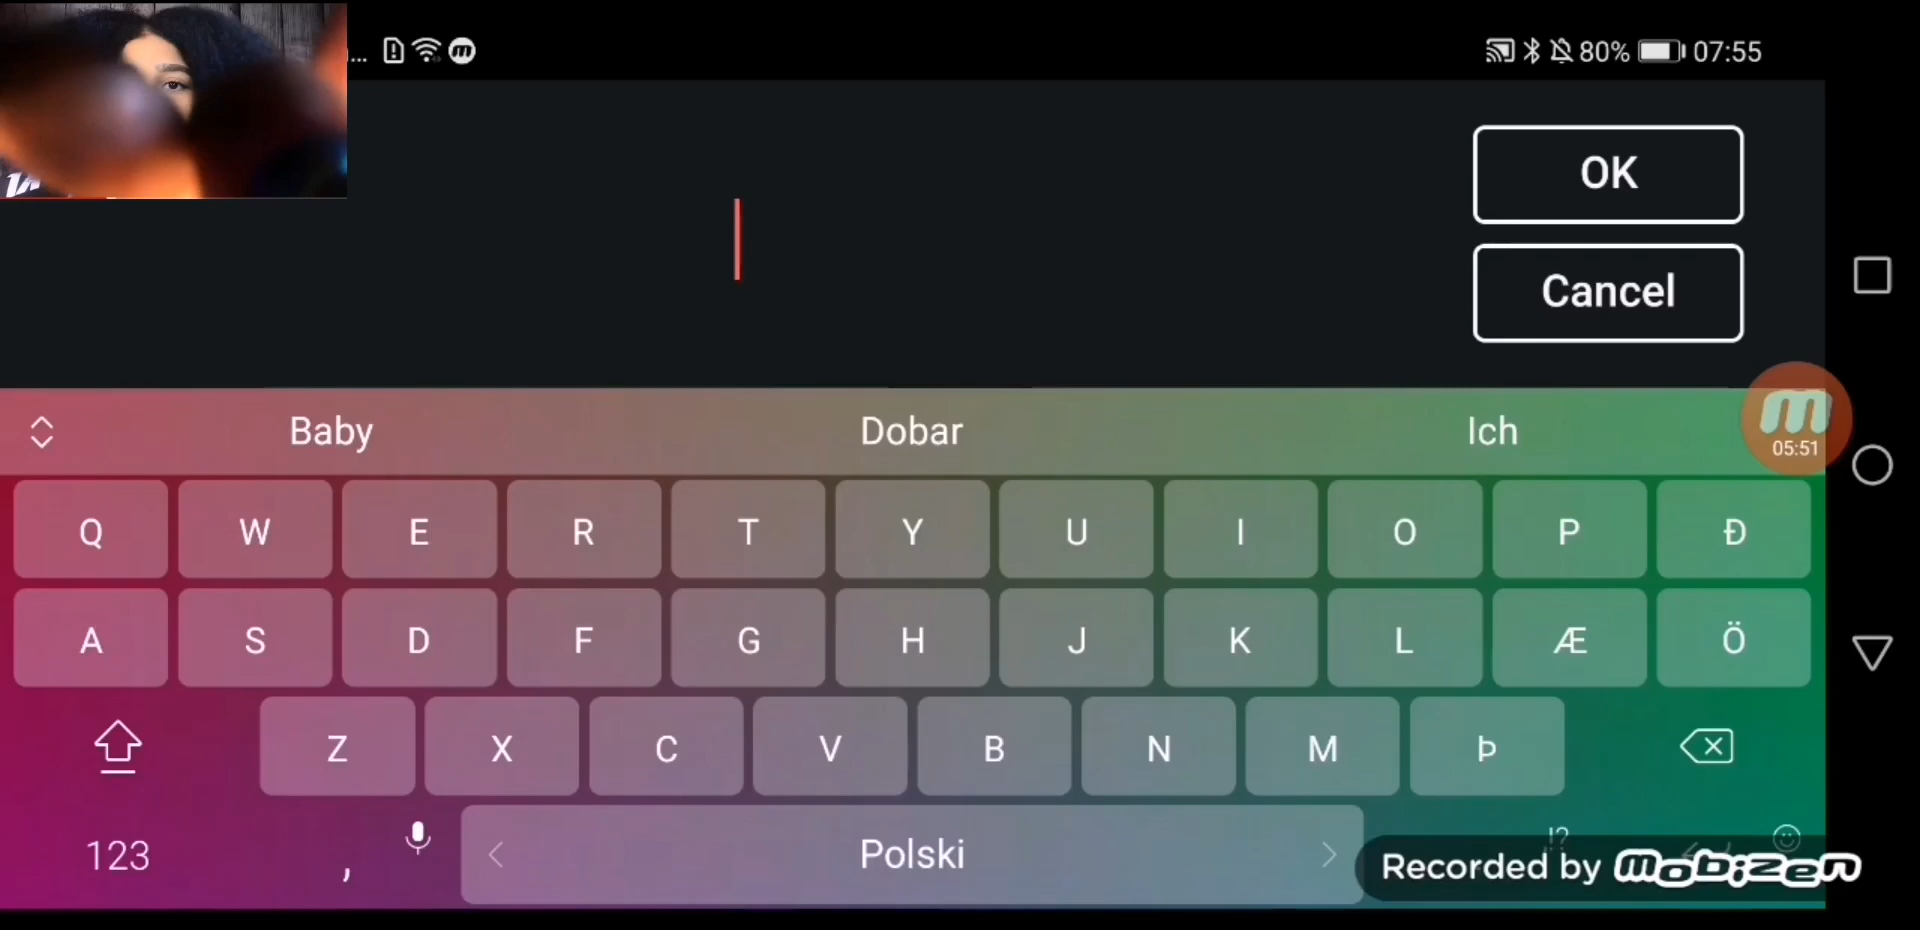 ... 80% 07:55
OK
Cancel
Baby Dobar Ich
05:51
Q W E R T Y U I O P Đ
A S D F G H J K L Æ Ö
Z X C V B N M Þ
123 , Polski !?
Recorded by mobizen